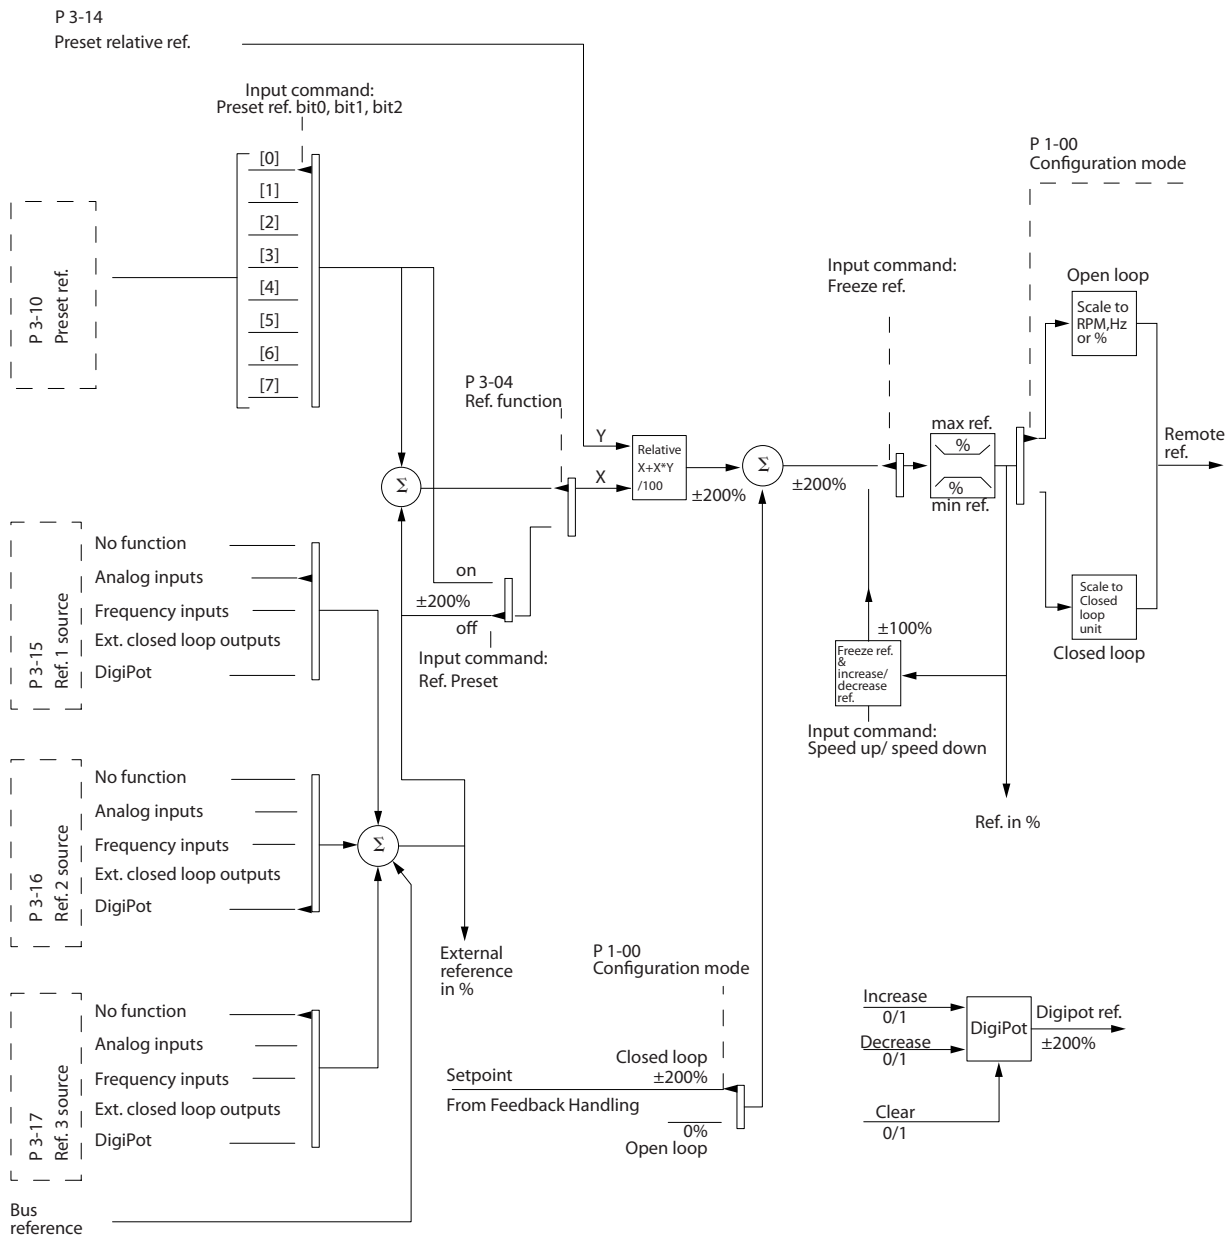 P 3-14
Preset relative ref.
Input command:
Preset ref. bit0, bit1, bit2
[0]
[1]
[2]
[3]
[4]
[5]
[6]
[7]
P 3-10
Preset ref.
P 1-00
Configuration mode
Input command:
Freeze ref.
Open loop
Scale to
RPM,Hz
or %
P 3-04
Ref. function
Y
X
Relative
X+X*Y
/100
±200%
Σ
±200%
max ref.
%
%
min ref.
Remote
ref.
Σ
on
±200%
off
Input command:
Ref. Preset
Scale to
Closed
loop
unit
Closed loop
±100%
Freeze ref.
&
increase/
decrease
ref.
Input command:
Speed up/ speed down
Ref. in %
P 3-15
Ref. 1 source
No function
Analog inputs
Frequency inputs
Ext. closed loop outputs
DigiPot
P 3-16
Ref. 2 source
No function
Analog inputs
Frequency inputs
Ext. closed loop outputs
DigiPot
Σ
External
reference
in %
P 3-17
Ref. 3 source
No function
Analog inputs
Frequency inputs
Ext. closed loop outputs
DigiPot
Bus
reference
P 1-00
Configuration mode
Closed loop
±200%
Setpoint
From Feedback Handling
0%
Open loop
Increase
0/1
Decrease
0/1
Clear
0/1
DigiPot
Digipot ref.
±200%